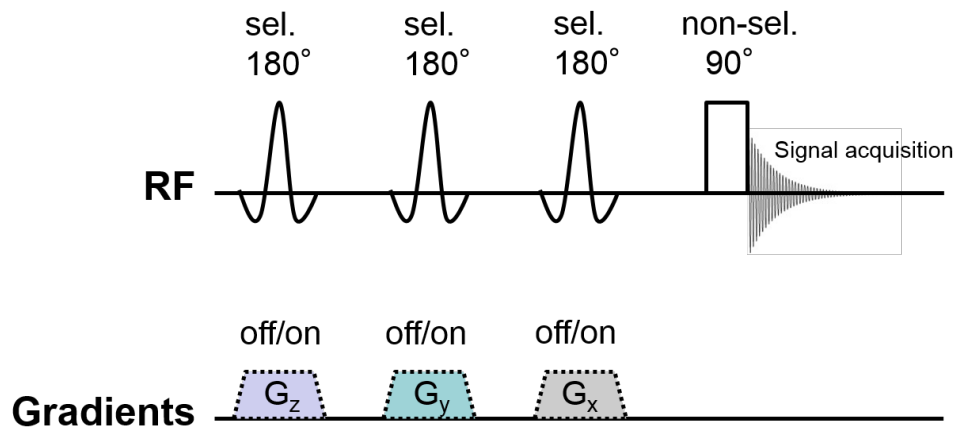 sel. sel. sel. non-sel.
180° 180° 180° 90°
Signal acquisition
RF
off/on off/on off/on
Gz Gy Gx
Gradients